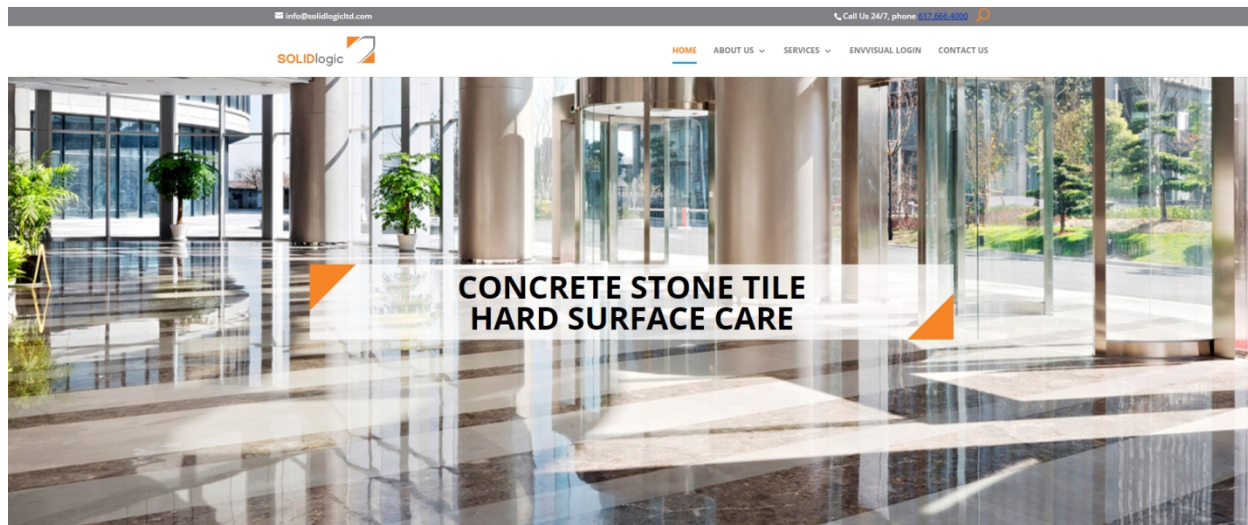 info@solidlogicltd.com
Call Us 24/7, phone 617.666.4000
SOLIDlogic
HOME ABOUT US SERVICES ENVVISUAL LOGIN CONTACT US
CONCRETE STONE TILE
HARD SURFACE CARE